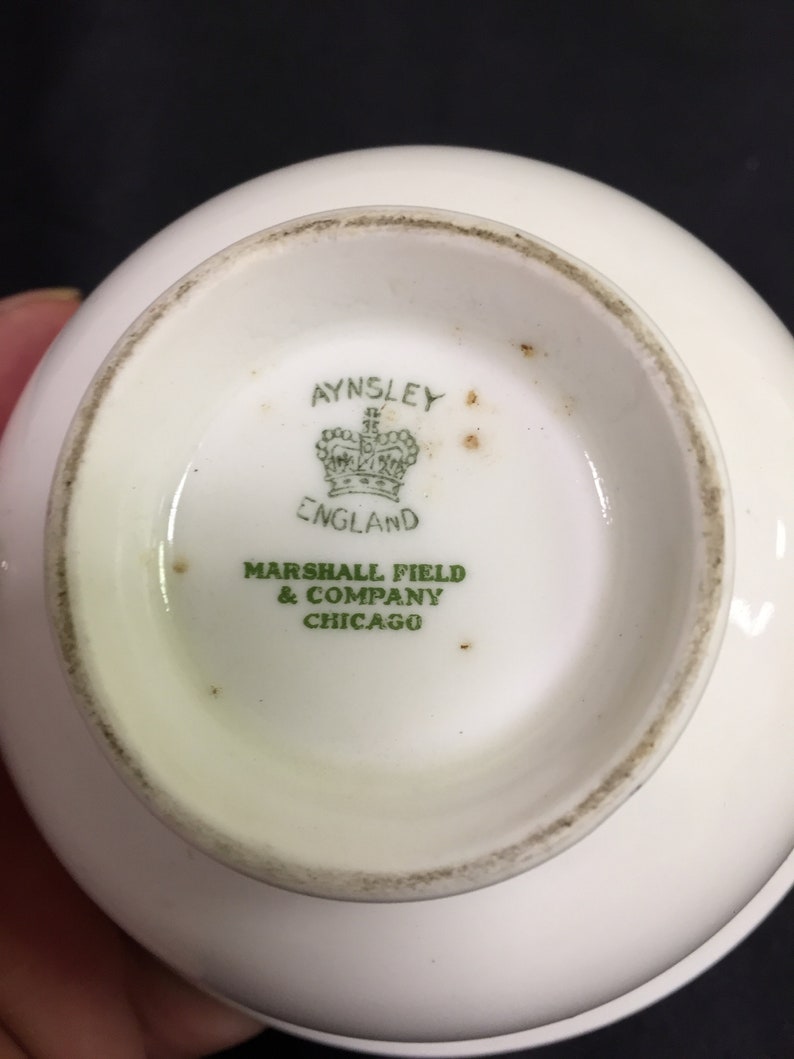 AYNSLEY
ENGLAND
MARSHALL FIELD
& COMPANY
CHICAGO